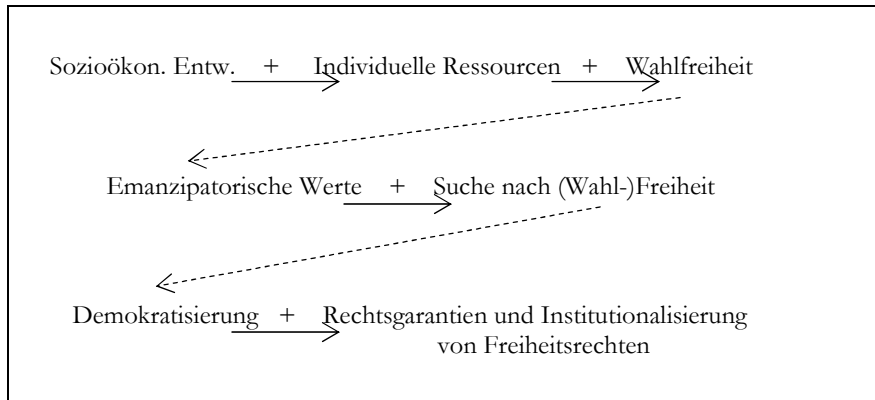 Sozioökon. Entw. + Individuelle Ressourcen + Wahlfreiheit
Emanzipatorische Werte + Suche nach (Wahl-)Freiheit
Demokratisierung + Rechtsgarantien und Institutionalisierung
von Freiheitsrechten